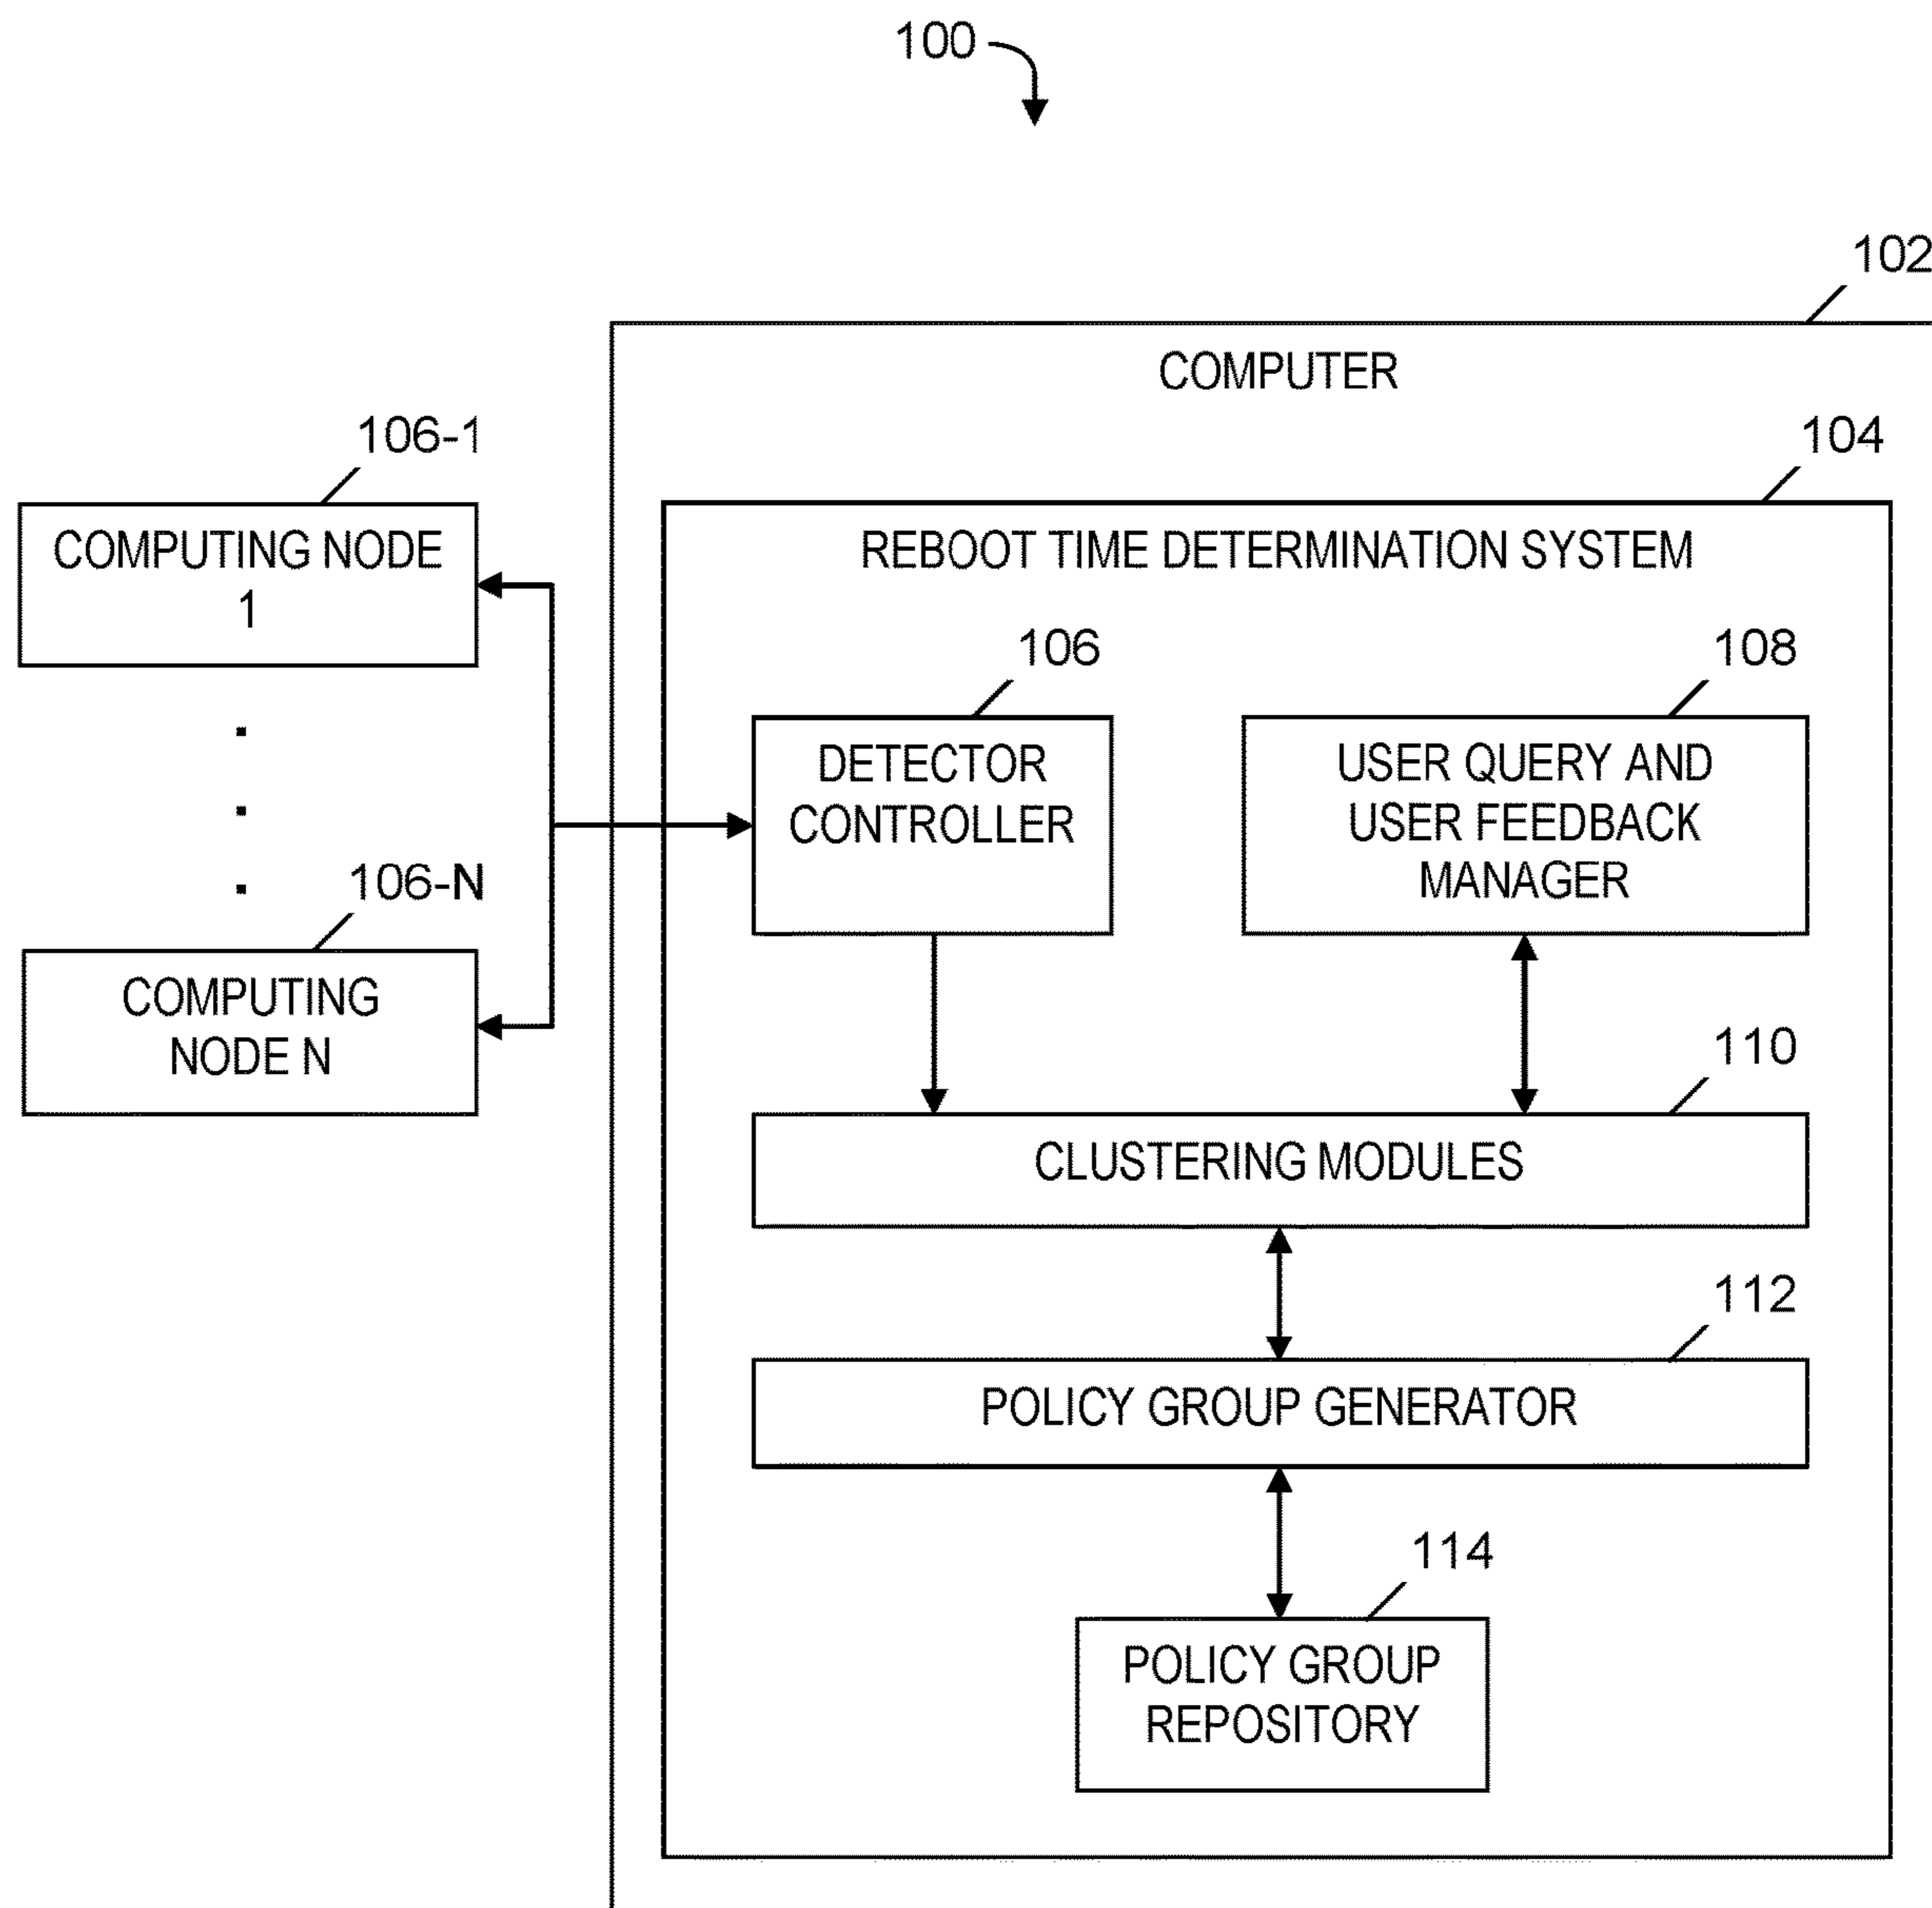 100
102
COMPUTER
106-1
104
COMPUTING NODE
1
REBOOT TIME DETERMINATION SYSTEM
106
108
DETECTOR
CONTROLLER
USER QUERY AND
USER FEEDBACK
MANAGER
106-N
COMPUTING
NODE N
110
CLUSTERING MODULES
112
POLICY GROUP GENERATOR
114
POLICY GROUP
REPOSITORY